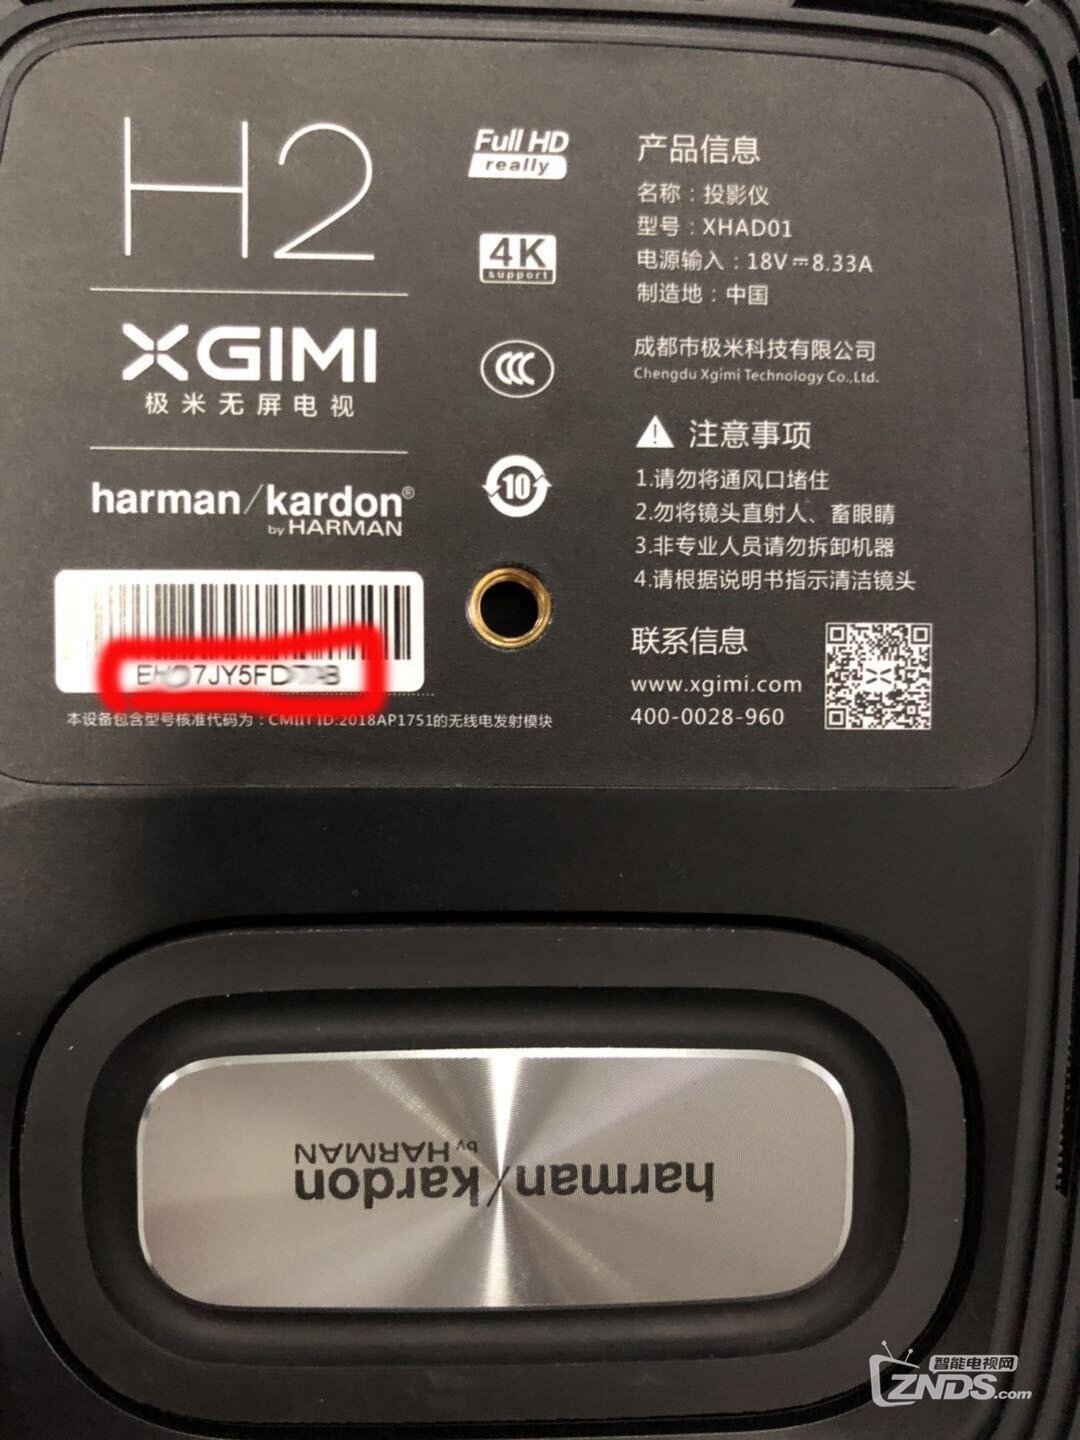 H2
XGIMI
极米无屏电视
harman/kardon®
by HARMAN
本设备包含型号核准代码为：CMIIT ID:2018AP1751的无线电发射模块
Full HD
really
4K
support
10
产品信息
名称：投影仪
型号：XHAD01
电源输入：18V⎓8.33A
制造地：中国
成都市极米科技有限公司
Chengdu Xgimi Technology Co.,Ltd.
注意事项
1.请勿将通风口堵住
2.勿将镜头直射人、畜眼睛
3.非专业人员请勿拆卸机器
4.请根据说明书指示清洁镜头
联系信息
www.xgimi.com
400-0028-960
harman/kardon
by HARMAN
智能电视网
ZNDS.com